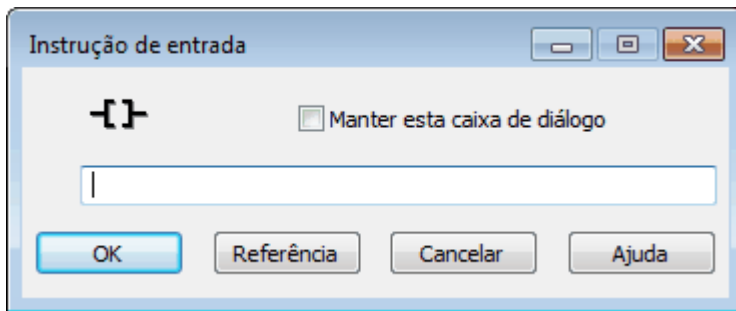 Instrução de entrada
-[ ]-
Manter esta caixa de diálogo
OK Referência Cancelar Ajuda